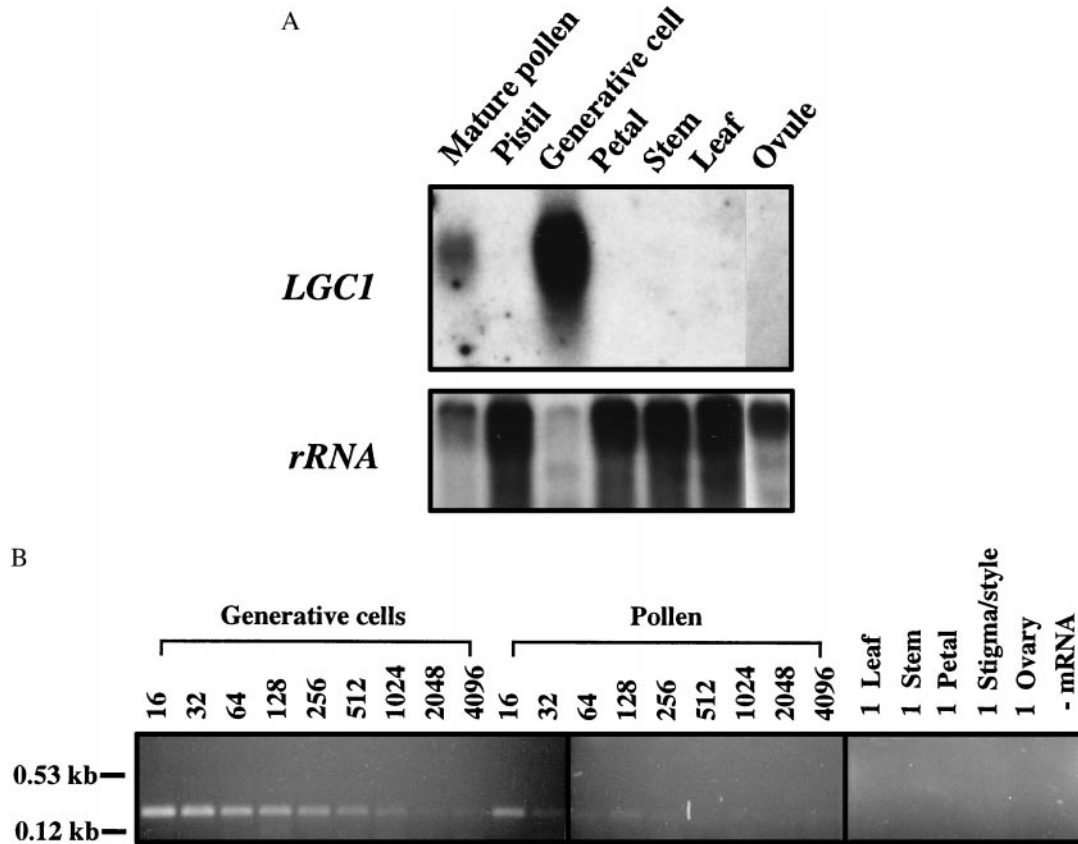 A
Mature pollen
Pistil
Generative cell
Petal
Stem
Leaf
Ovule
LGC1
rRNA
B
Generative cells
Pollen
16 32 64 128 256 512 1024 2048 4096 16 32 64 128 256 512 1024 2048 4096 1 Leaf 1 Stem 1 Petal 1 Stigma/style 1 Ovary - mRNA
0.53 kb
0.12 kb